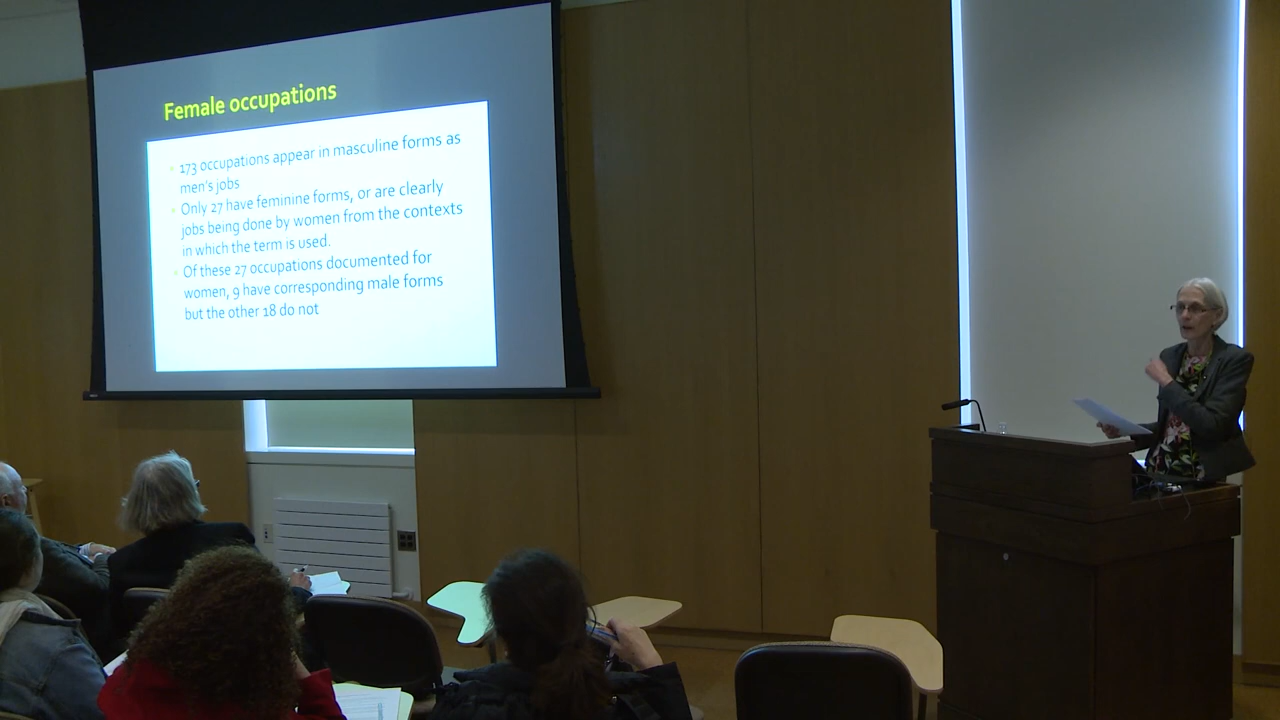 Female occupations
173 occupations appear in masculine forms as
men's jobs
Only 27 have feminine forms, or are clearly
jobs being done by women from the contexts
in which the term is used.
Of these 27 occupations documented for
women, 9 have corresponding male forms
but the other 18 do not